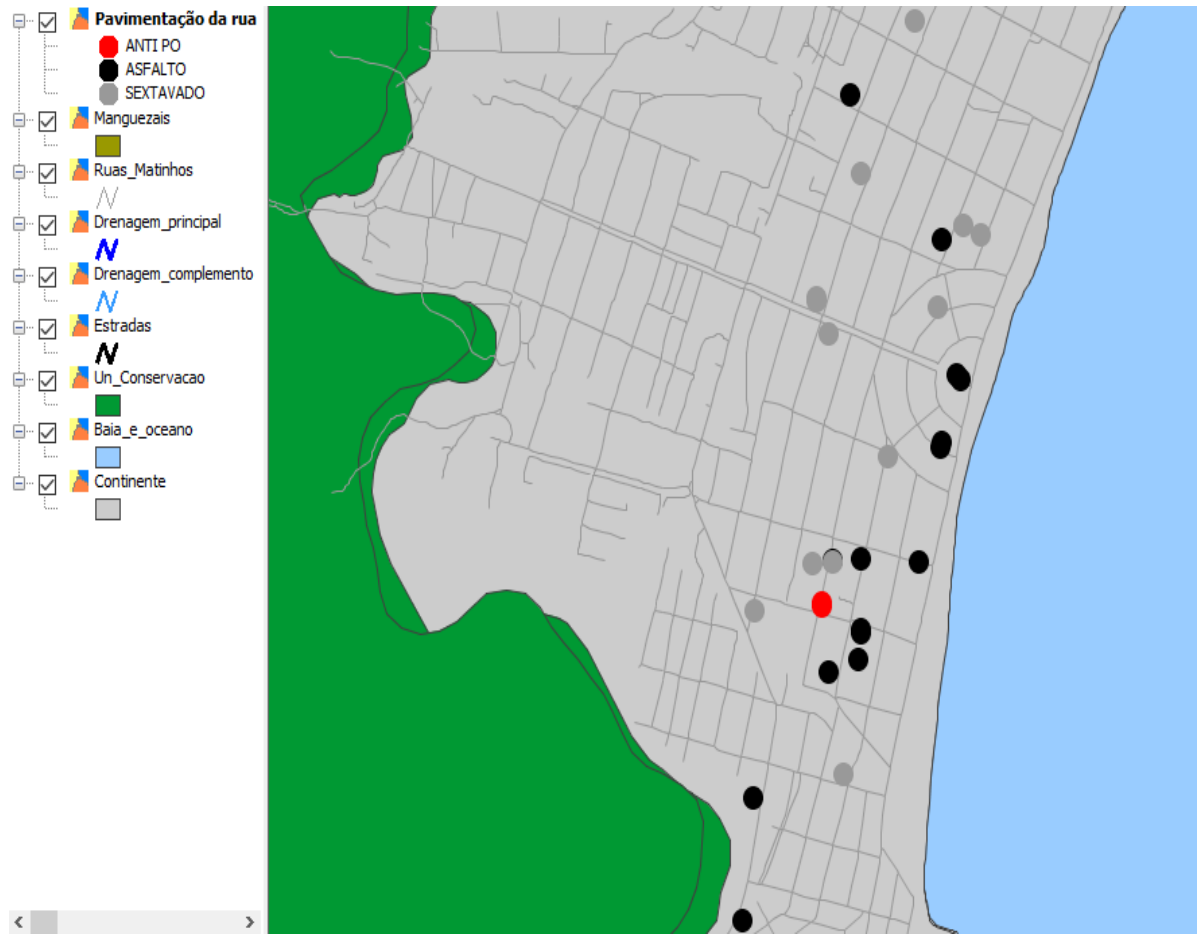 Pavimentação da rua
ANTI PO
ASFALTO
SEXTAVADO
Manguezais
Ruas_Matinhos
Drenagem_principal
Drenagem_complemento
Estradas
Un_Conservacao
Baia_e_oceano
Continente